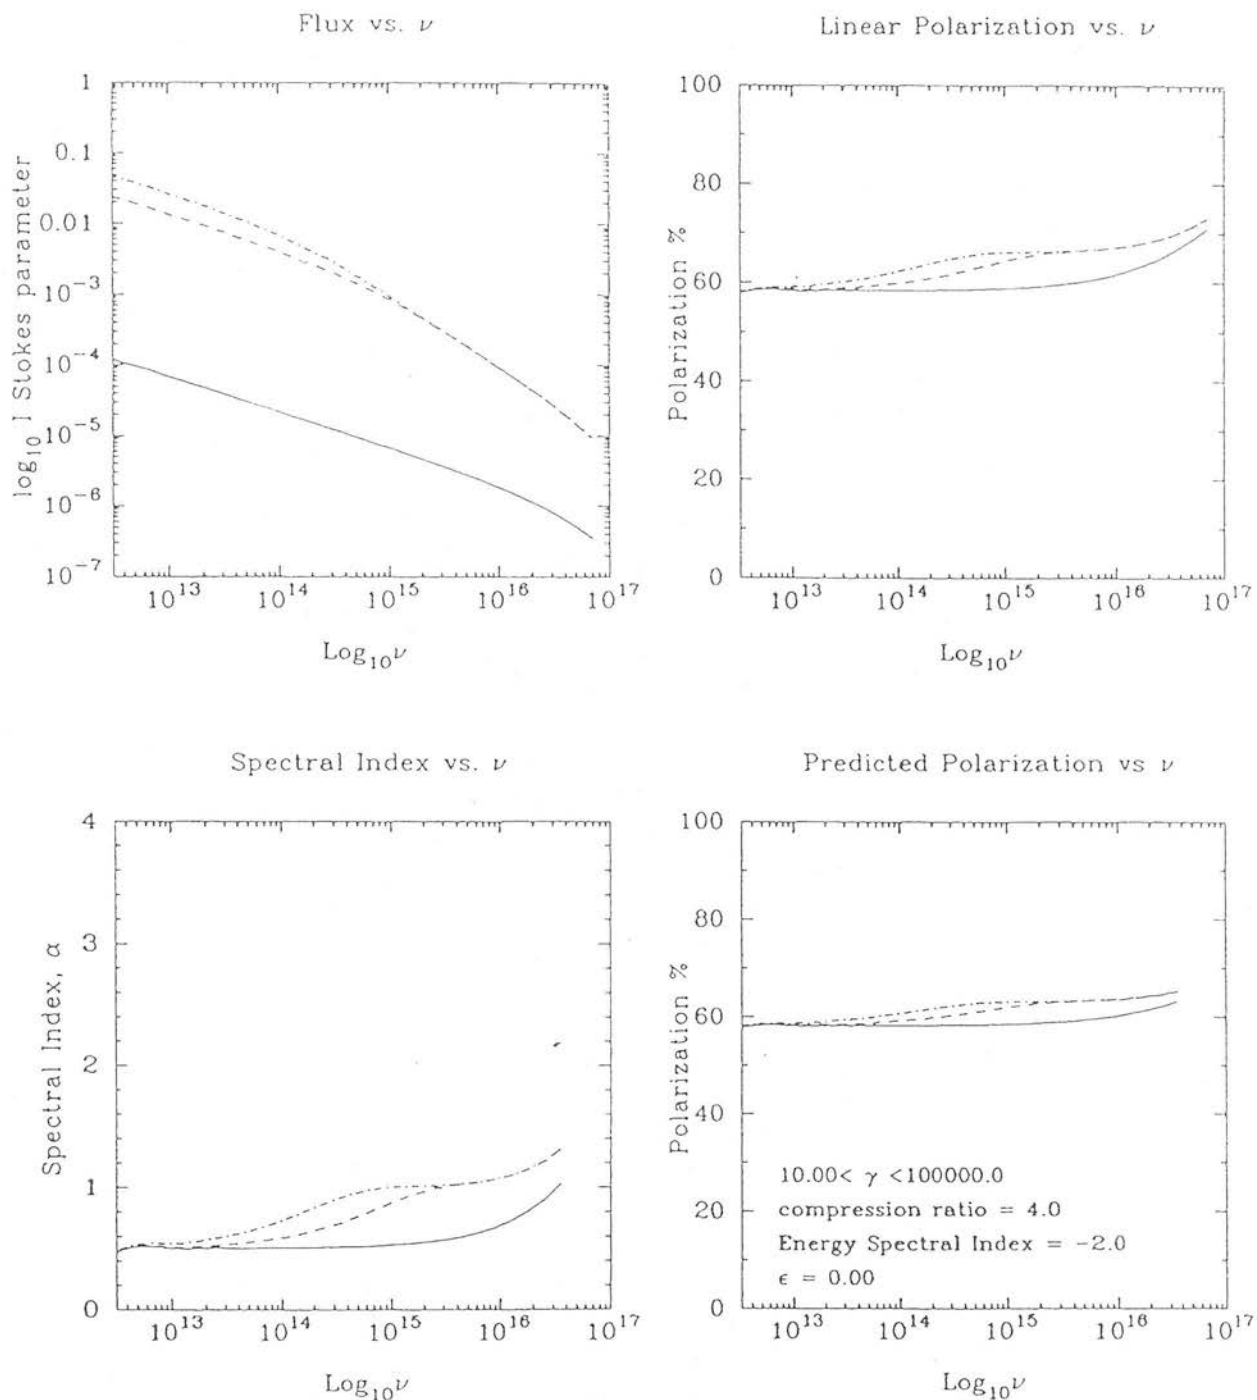 Flux vs. ν
1
0.1
0.01
10⁻³
10⁻⁴
10⁻⁵
10⁻⁶
10⁻⁷
log₁₀ I Stokes parameter
10¹³ 10¹⁴ 10¹⁵ 10¹⁶ 10¹⁷
Log₁₀ν
Linear Polarization vs. ν
100
80
60
40
20
0
Polarization %
10¹³ 10¹⁴ 10¹⁵ 10¹⁶ 10¹⁷
Log₁₀ν
Spectral Index vs. ν
4
3
2
1
0
Spectral Index, α
10¹³ 10¹⁴ 10¹⁵ 10¹⁶ 10¹⁷
Log₁₀ν
Predicted Polarization vs ν
100
80
60
40
20
0
Polarization %
10.00< γ <100000.0
compression ratio = 4.0
Energy Spectral Index = −2.0
ϵ = 0.00
10¹³ 10¹⁴ 10¹⁵ 10¹⁶ 10¹⁷
Log₁₀ν